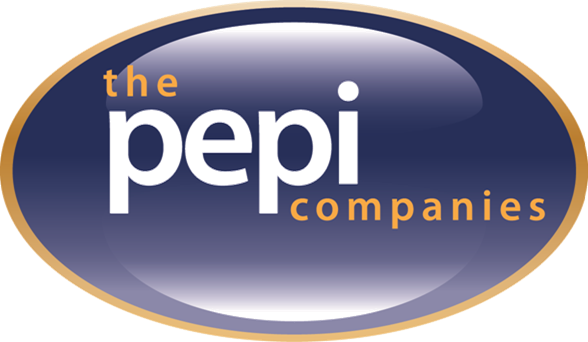 the
pepi
companies